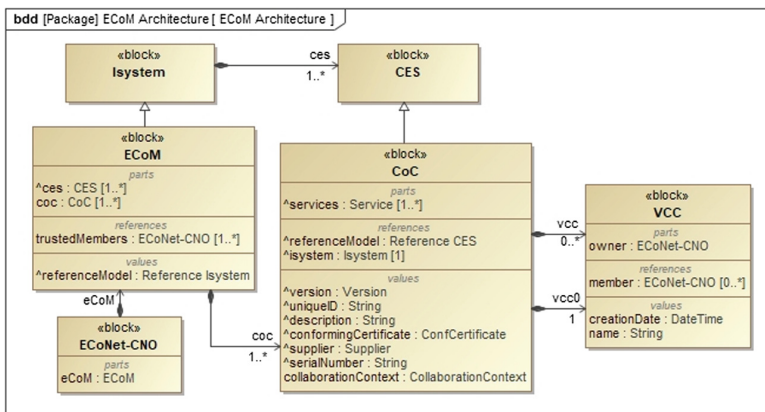 bdd [Package] ECoM Architecture [ ECoM Architecture ]
«block»
Isystem
ces
1..*
«block»
CES
«block»
ECoM
parts
^ces : CES [1..*]
coc : CoC [1..*]
references
trustedMembers : ECoNet-CNO [1..*]
values
^referenceModel : Reference Isystem
eCoM
«block»
ECoNet-CNO
parts
eCoM : ECoM
coc
1..*
«block»
CoC
parts
^services : Service [1..*]
references
^referenceModel : Reference CES
^isystem : Isystem [1]
values
^version : Version
^uniqueID : String
^description : String
^conformingCertificate : ConfCertificate
^supplier : Supplier
^serialNumber : String
collaborationContext : CollaborationContext
vcc
0..*
vcc0
1
«block»
VCC
parts
owner : ECoNet-CNO
references
member : ECoNet-CNO [0..*]
values
creationDate : DateTime
name : String